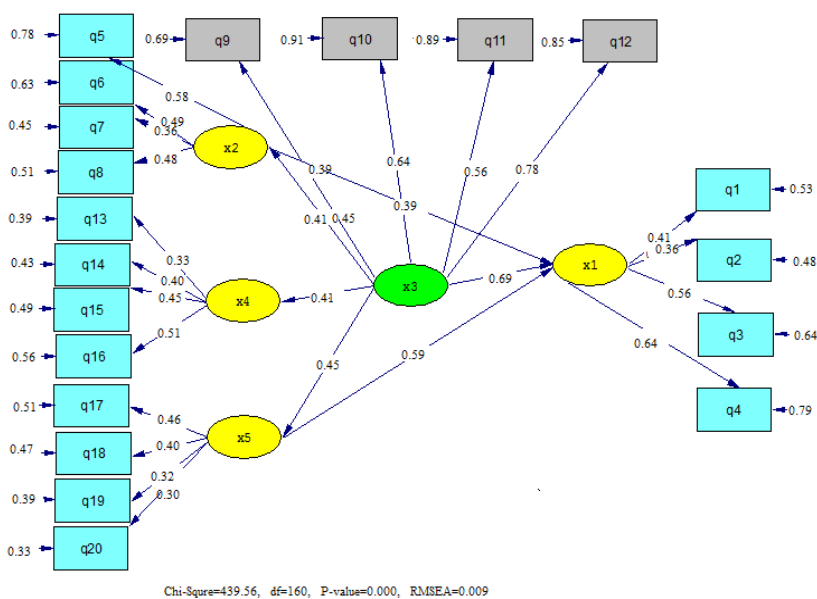 0.78 q5
0.69 q9
0.91 q10
0.89 q11
0.85 q12
0.63 q6
0.58
0.45 q7
0.49
0.36
x2
0.51 q8
0.48
0.39
0.64
0.56
0.78
q1 0.53
0.39 q13
0.41
0.45
0.39
0.41
0.36
0.43 q14
0.33
q2 0.48
0.40
x1
0.69
0.49 q15
0.45
x4
0.41
x3
0.56
0.51
q3 0.64
0.56 q16
0.45
0.59
0.64
0.51 q17
q4 0.79
0.46
0.47 q18
0.40
x5
0.39 q19
0.32
0.30
0.33 q20
Chi-Squre=439.56, df=160, P-value=0.000, RMSEA=0.009